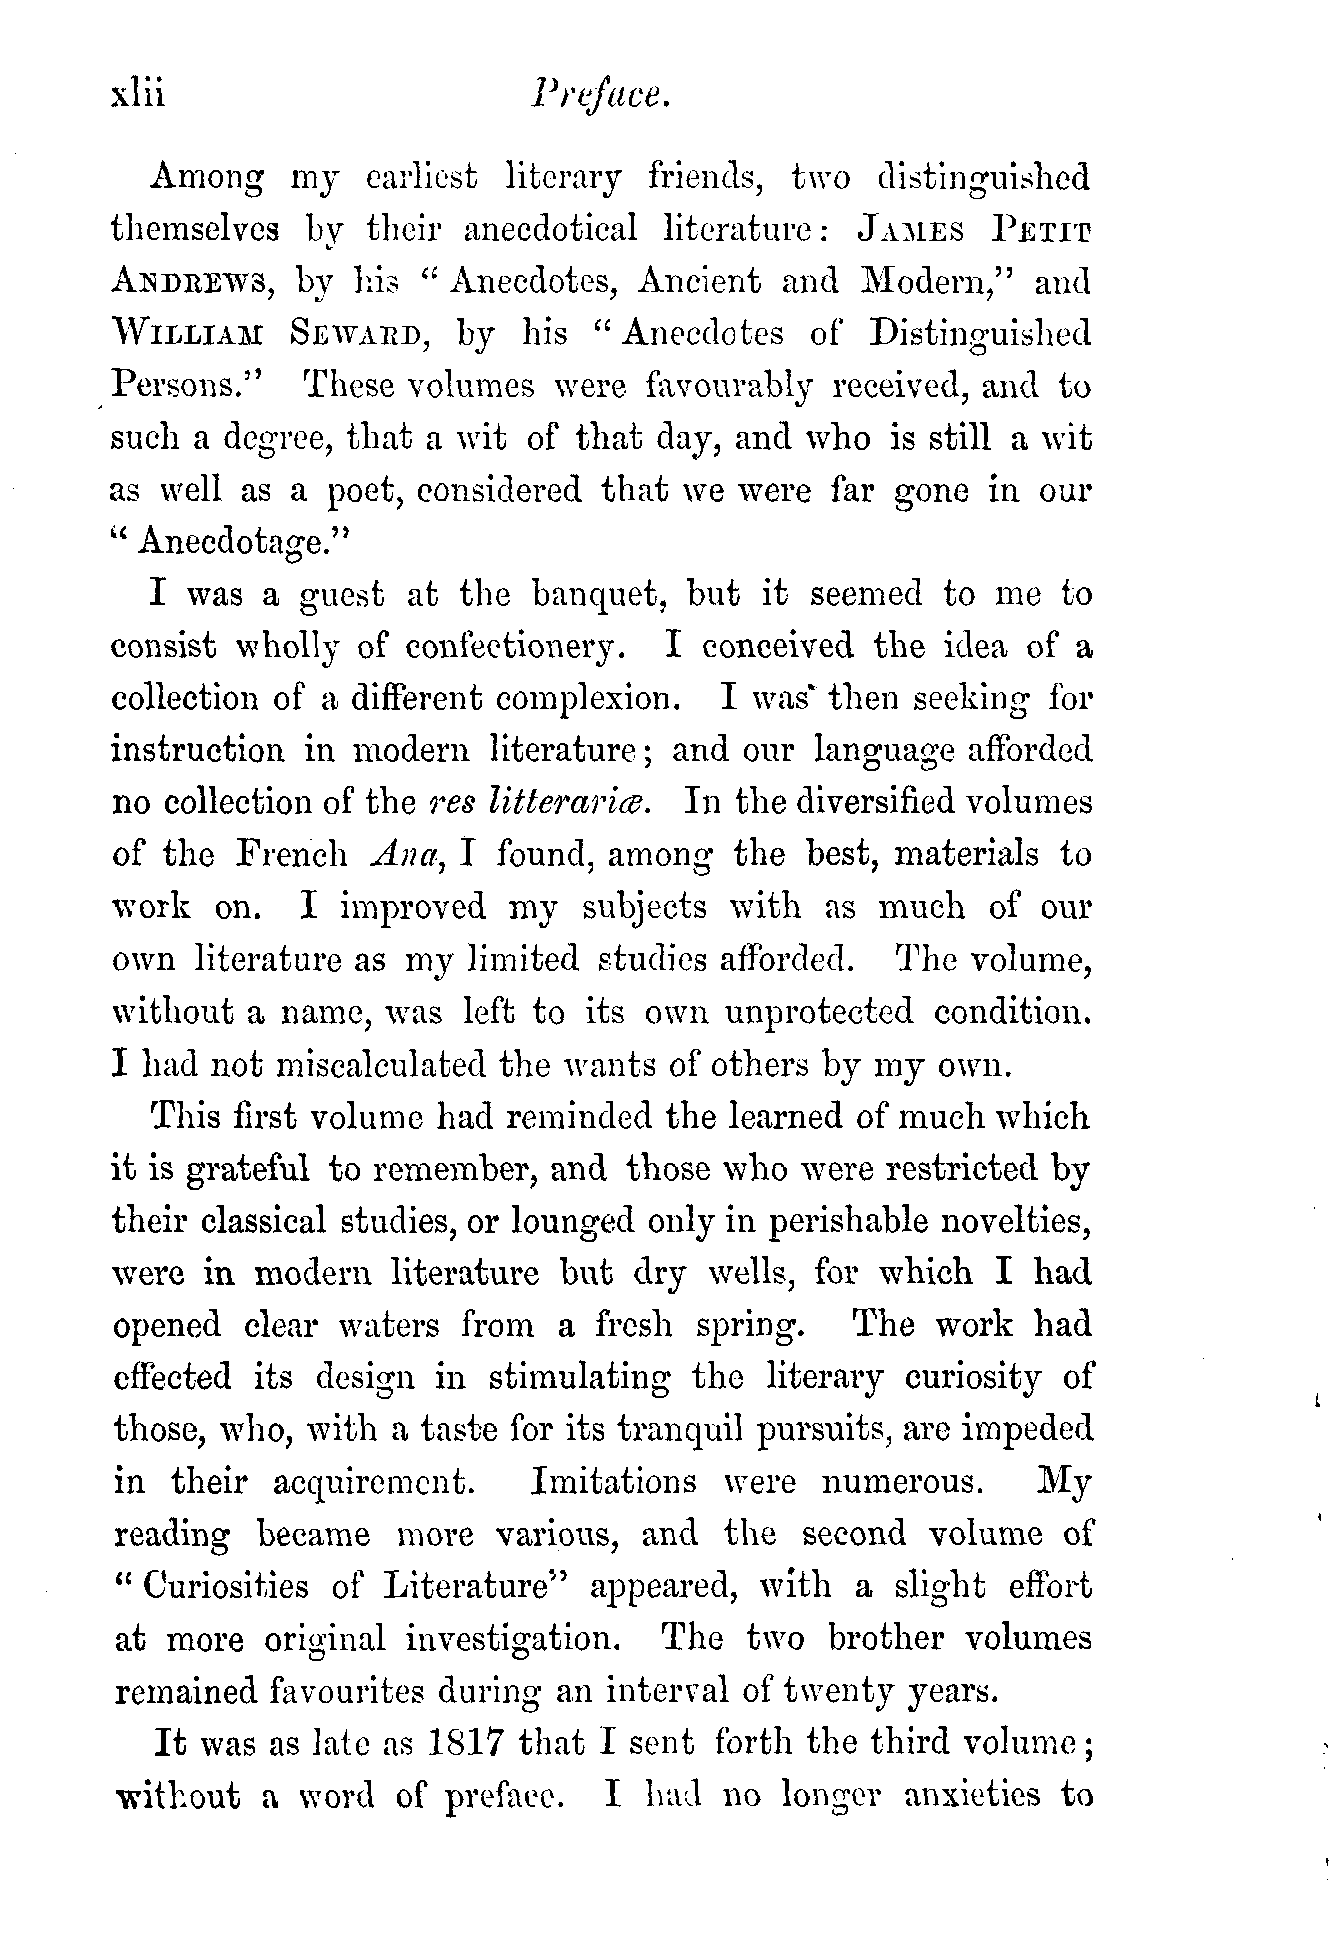 xlii Preface.
Among my earliest literary friends, two distinguished
themselves by their anecdotical literature: JAMES PETIT
ANDREWS, by his “Anecdotes, Ancient and Modern,” and
WILLIAM SEWARD, by his “Anecdotes of Distinguished
Persons.” These volumes were favourably received, and to
such a degree, that a wit of that day, and who is still a wit
as well as a poet, considered that we were far gone in our
“Anecdotage.”
I was a guest at the banquet, but it seemed to me to
consist wholly of confectionery. I conceived the idea of a
collection of a different complexion. I was then seeking for
instruction in modern literature; and our language afforded
no collection of the res litterariæ. In the diversified volumes
of the French Ana, I found, among the best, materials to
work on. I improved my subjects with as much of our
own literature as my limited studies afforded. The volume,
without a name, was left to its own unprotected condition.
I had not miscalculated the wants of others by my own.
This first volume had reminded the learned of much which
it is grateful to remember, and those who were restricted by
their classical studies, or lounged only in perishable novelties,
were in modern literature but dry wells, for which I had
opened clear waters from a fresh spring. The work had
effected its design in stimulating the literary curiosity of
those, who, with a taste for its tranquil pursuits, are impeded
in their acquirement. Imitations were numerous. My
reading became more various, and the second volume of
“Curiosities of Literature” appeared, with a slight effort
at more original investigation. The two brother volumes
remained favourites during an interval of twenty years.
It was as late as 1817 that I sent forth the third volume;
without a word of preface. I had no longer anxieties to